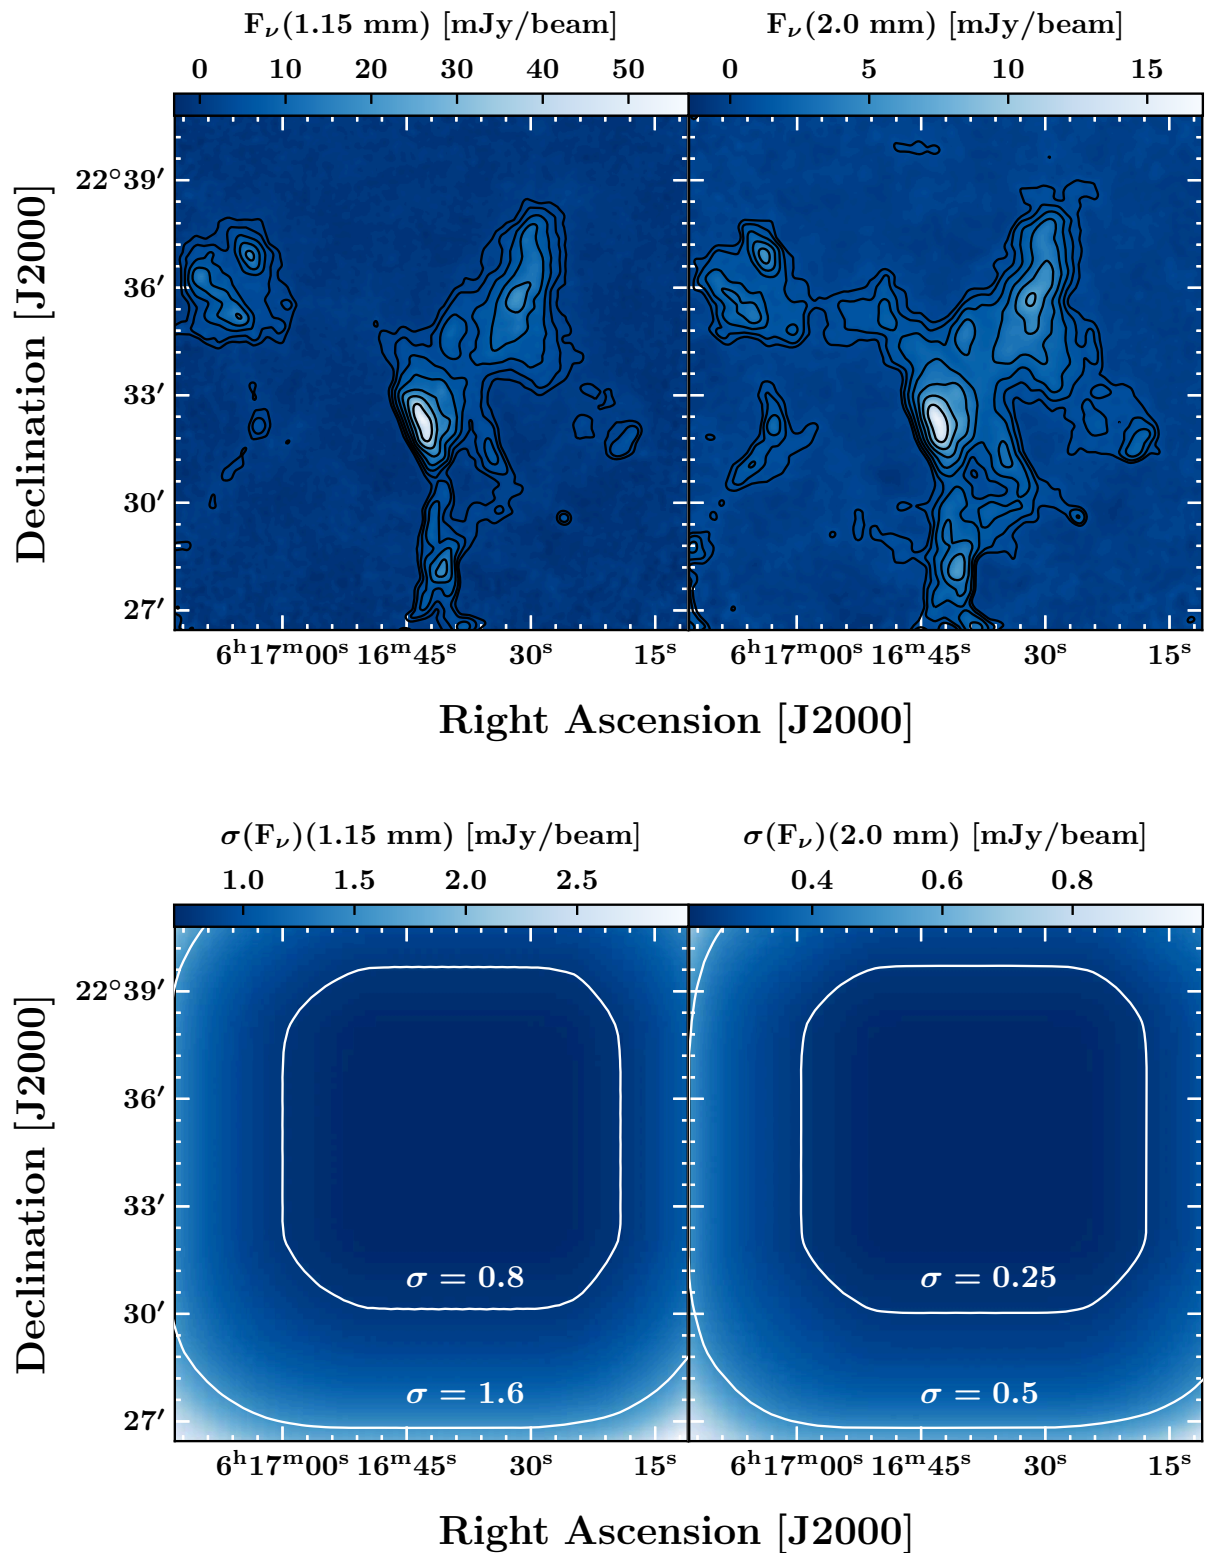 F_ν(1.15 mm) [mJy/beam] F_ν(2.0 mm) [mJy/beam]
0 10 20 30 40 50 0 5 10 15
22°39′
36′
33′
30′
27′
Declination [J2000]
6ʰ17ᵐ00ˢ 16ᵐ45ˢ 30ˢ 15ˢ 6ʰ17ᵐ00ˢ 16ᵐ45ˢ 30ˢ 15ˢ
Right Ascension [J2000]
σ(F_ν)(1.15 mm) [mJy/beam] σ(F_ν)(2.0 mm) [mJy/beam]
1.0 1.5 2.0 2.5 0.4 0.6 0.8
22°39′
36′
33′
30′
27′
Declination [J2000]
σ = 0.8 σ = 0.25
σ = 1.6 σ = 0.5
6ʰ17ᵐ00ˢ 16ᵐ45ˢ 30ˢ 15ˢ 6ʰ17ᵐ00ˢ 16ᵐ45ˢ 30ˢ 15ˢ
Right Ascension [J2000]